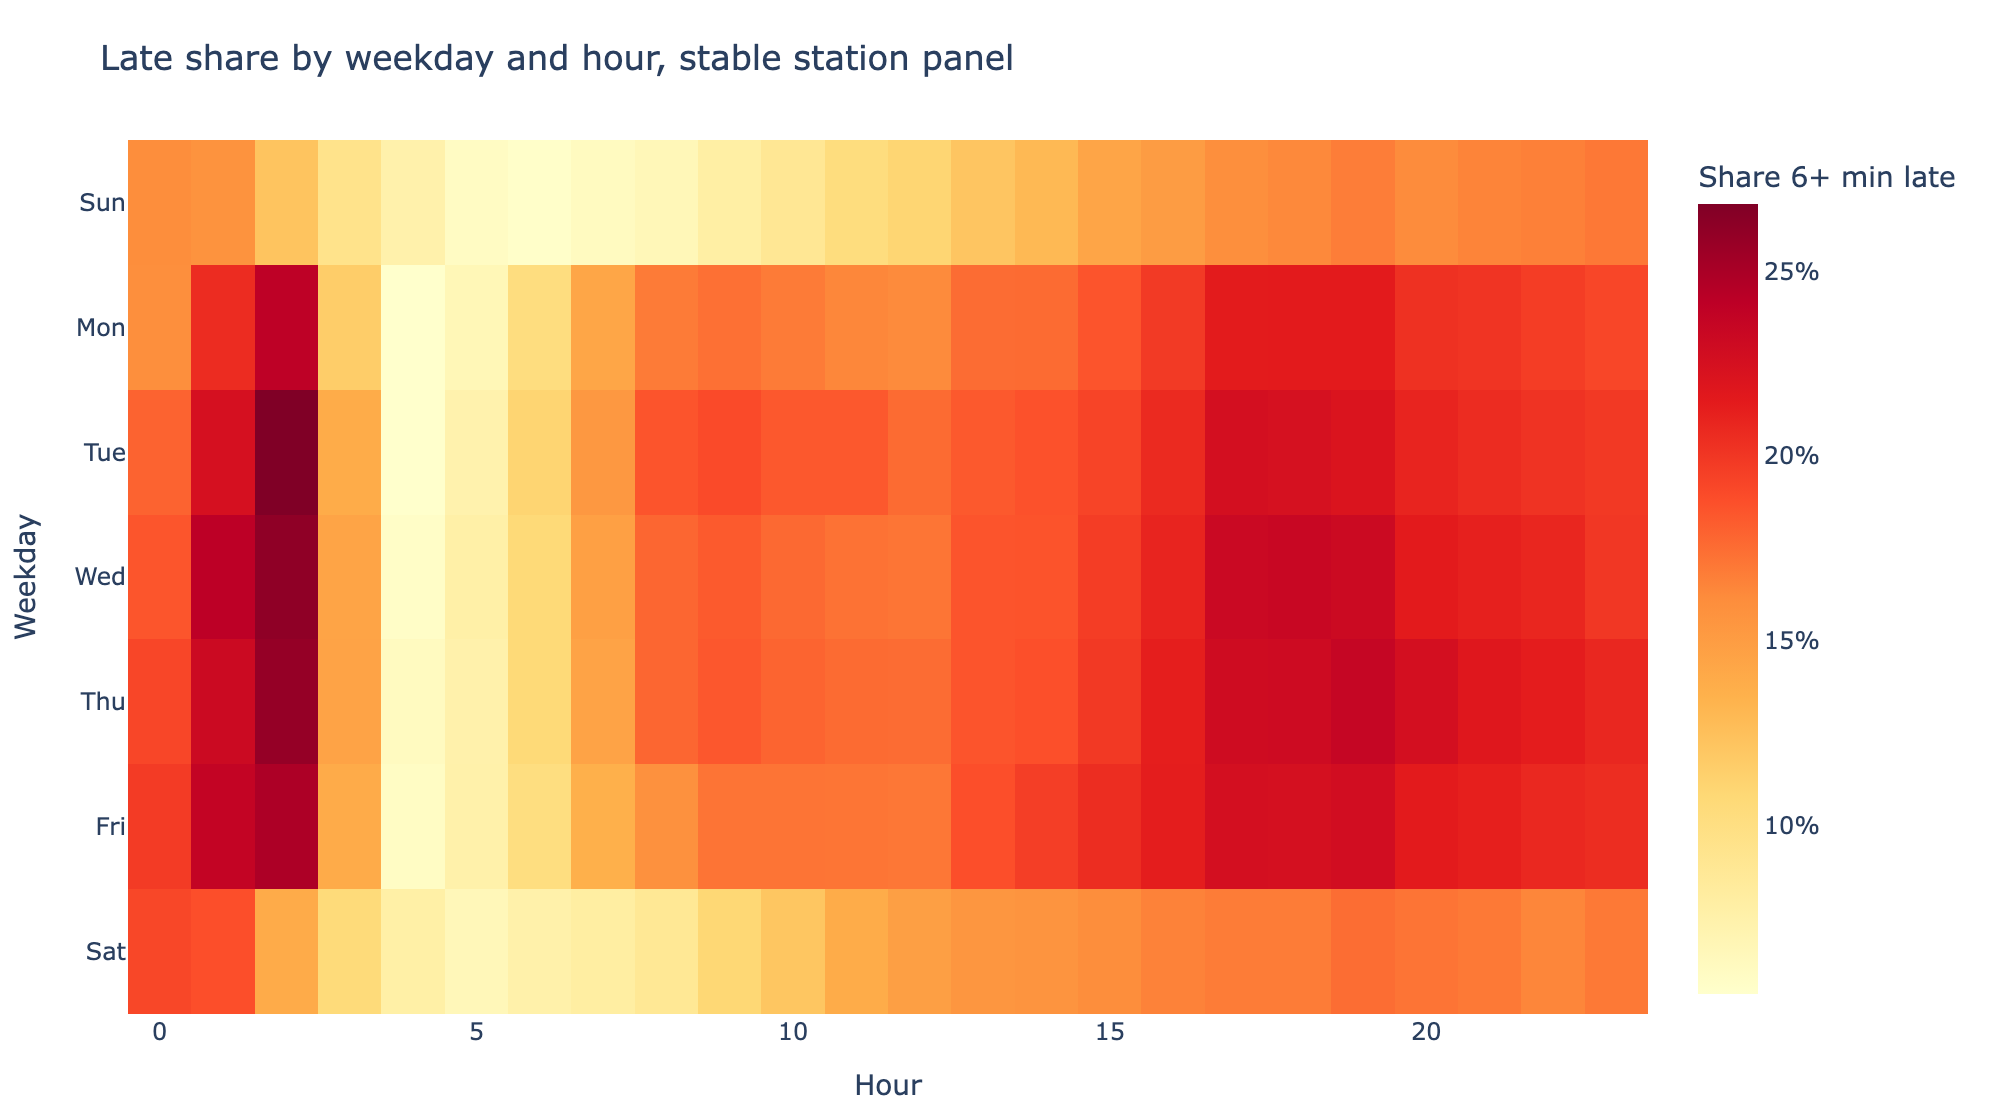 Late share by weekday and hour, stable station panel
Share 6+ min late
25%
20%
15%
10%
Weekday
Sun
Mon
Tue
Wed
Thu
Fri
Sat
0 5 10 15 20
Hour